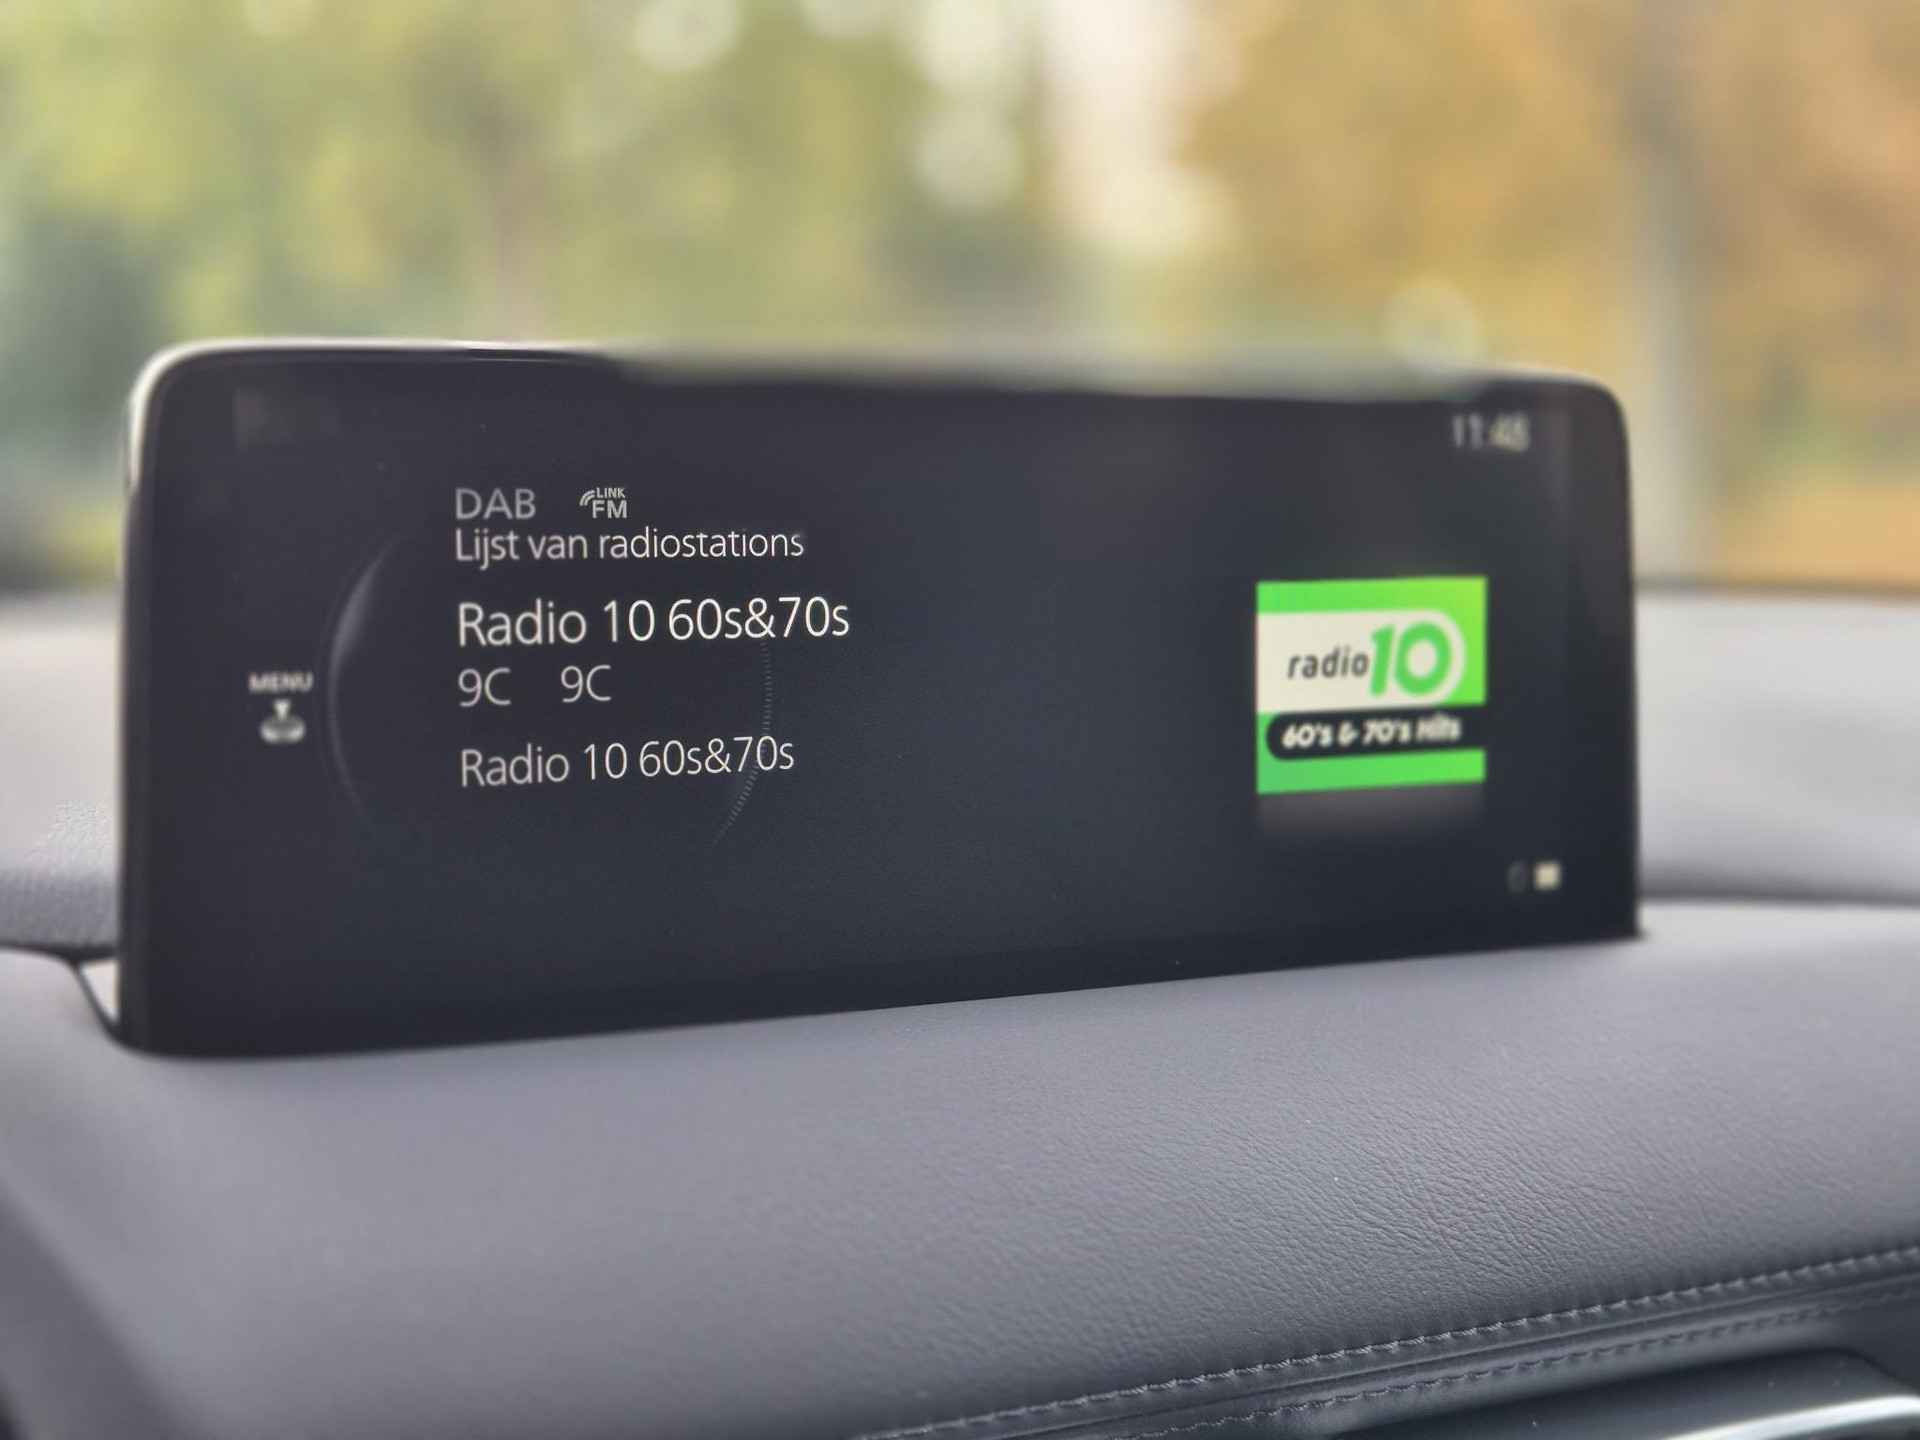 11:48
DAB LINK FM
Lijst van radiostations
Radio 10 60s&70s
9C 9C
Radio 10 60s&70s
MENU
radio10
60's & 70's Hits